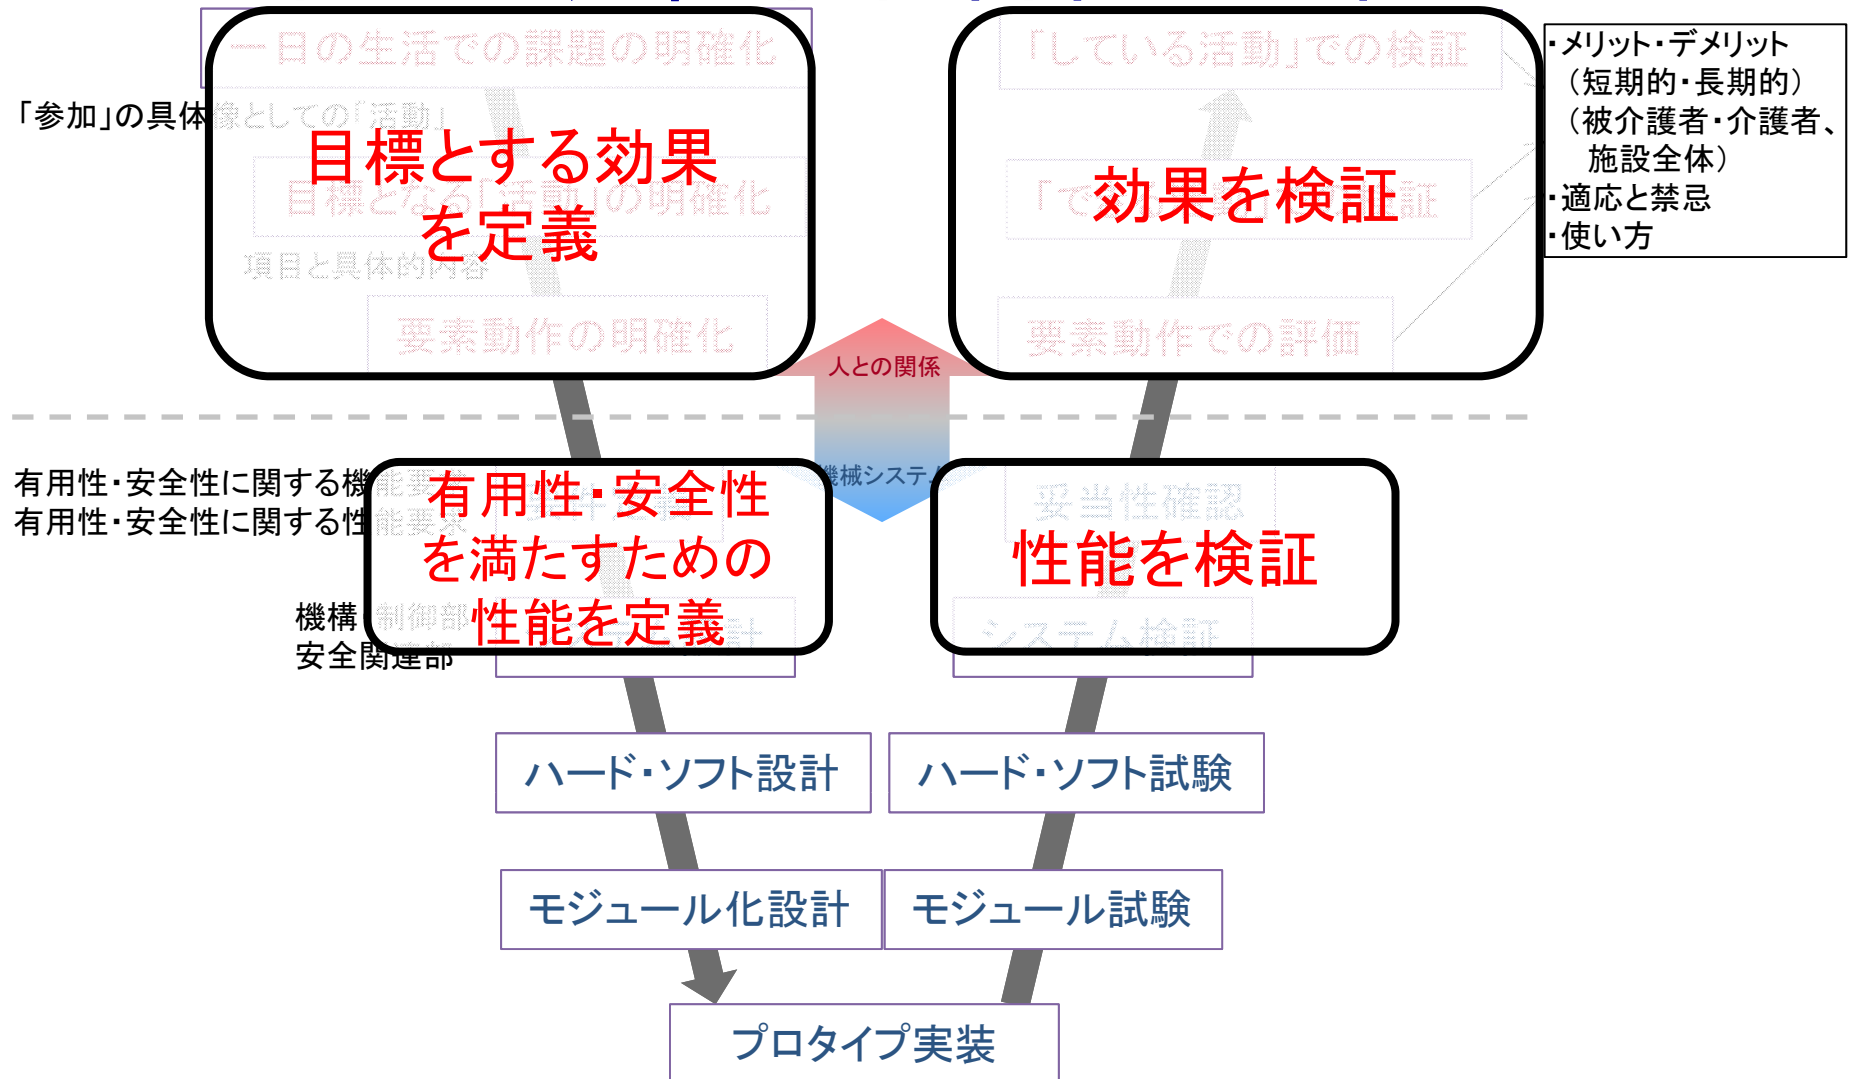 一日の生活での課題の明確化
「参加」の具体像としての「活動」
目標とする効果
を定義
目標となる「活動」の明確化
項目と具体的内容
要素動作の明確化
「している活動」での検証
効果を検証
要素動作での評価
・メリット・デメリット
（短期的・長期的）
（被介護者・介護者、
施設全体）
・適応と禁忌
・使い方
人との関係
機械システム
有用性・安全性に関する機能要求
有用性・安全性に関する性能要求
有用性・安全性
を満たすための
性能を定義
機構・制御部
安全関連部
妥当性確認
性能を検証
システム検証
ハード・ソフト設計
ハード・ソフト試験
モジュール化設計
モジュール試験
プロタイプ実装